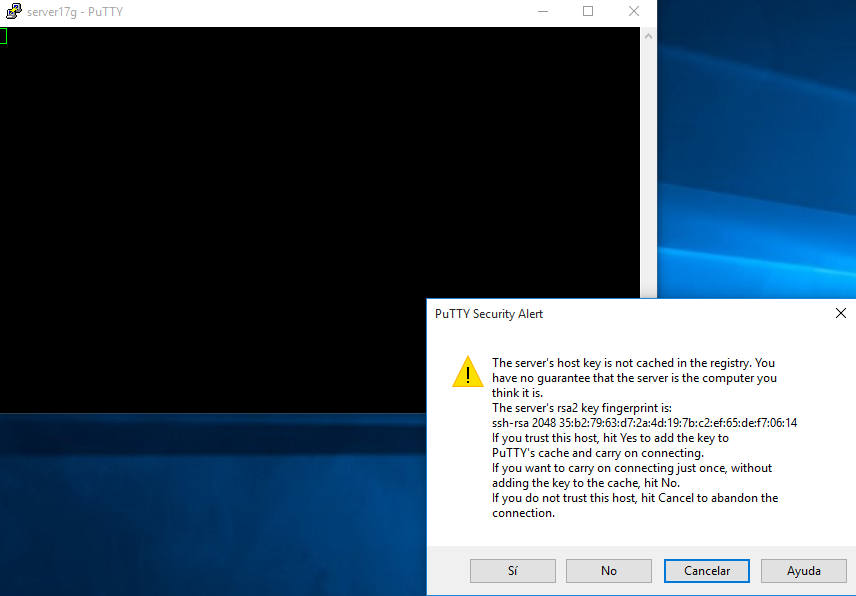 server17g - PuTTY
PuTTY Security Alert
The server's host key is not cached in the registry. You
have no guarantee that the server is the computer you
think it is.
The server's rsa2 key fingerprint is:
ssh-rsa 2048 35:b2:79:63:d7:2a:4d:19:7b:c2:ef:65:de:f7:06:14
If you trust this host, hit Yes to add the key to
PuTTY's cache and carry on connecting.
If you want to carry on connecting just once, without
adding the key to the cache, hit No.
If you do not trust this host, hit Cancel to abandon the
connection.
Sí No Cancelar Ayuda